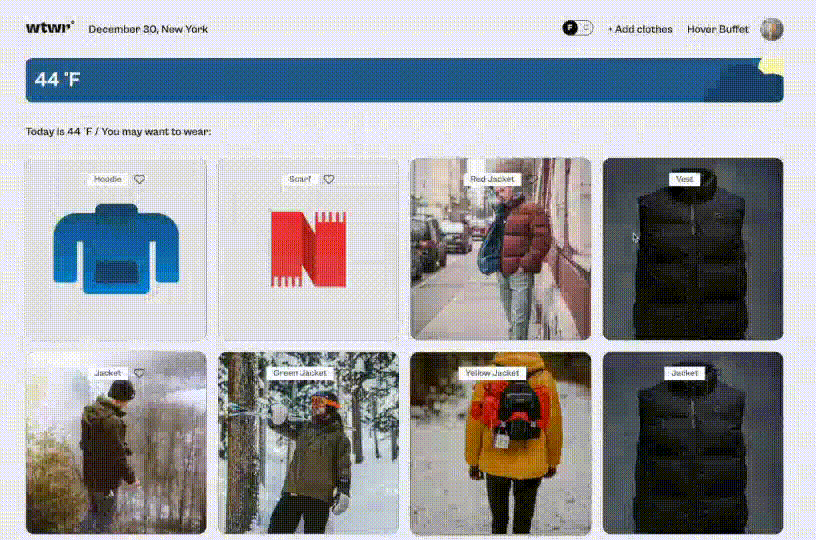 wtwr°
December 30, New York
F C
+ Add clothes
Hover Buffet
44 °F
Today is 44 °F / You may want to wear:
Hoodie
Scarf
Red Jacket
Vest
Jacket
Green Jacket
Yellow Jacket
Jacket